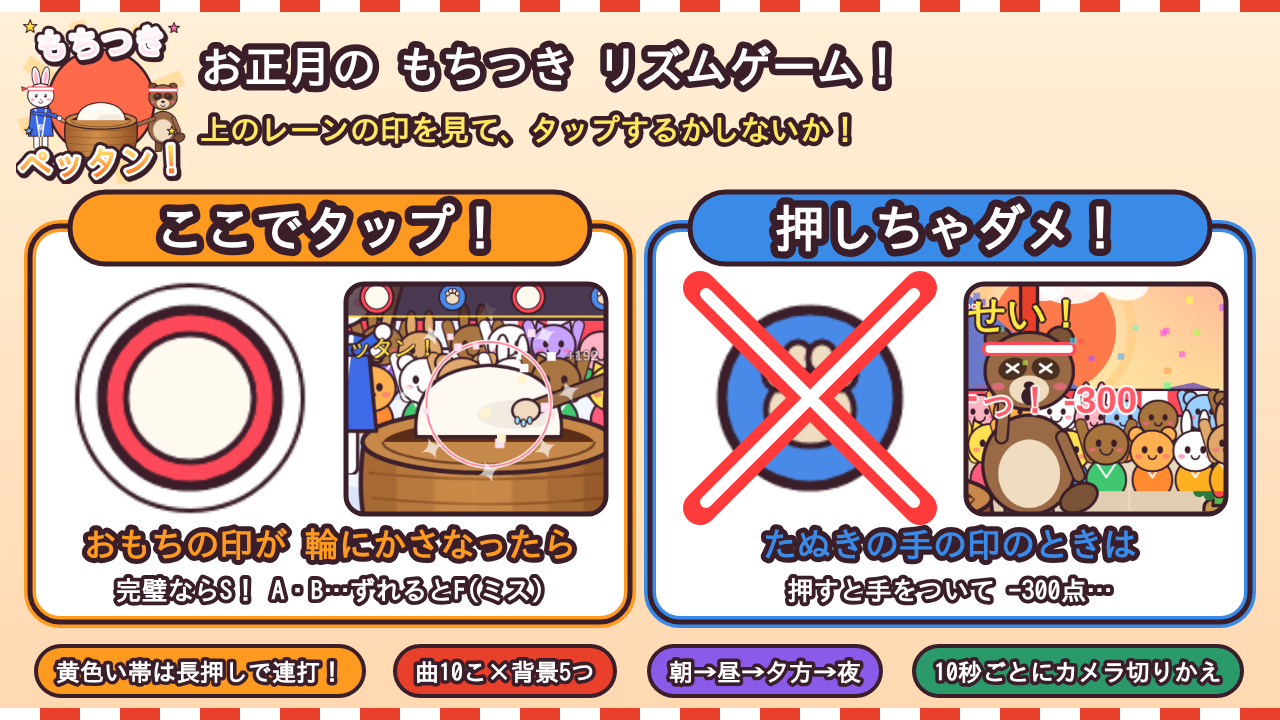 もちつき
ペッタン！
お正月の もちつき リズムゲーム！
上のレーンの印を見て、タップするかしないか！
ここでタップ！
ッタン！
+192
おもちの印が 輪にかさなったら
完璧ならS！ A・B…ずれるとF(ミス)
押しちゃダメ！
せい！
っ！ -300
たぬきの手の印のときは
押すと手をついて -300点…
黄色い帯は長押しで連打！
曲10こ×背景5つ
朝→昼→夕方→夜
10秒ごとにカメラ切りかえ